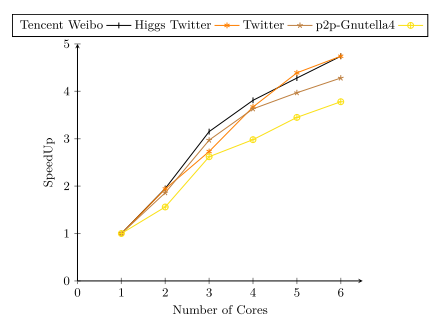 Tencent Weibo Higgs Twitter Twitter p2p-Gnutella4
5
4
3
2
1
0
SpeedUp
0 1 2 3 4 5 6
Number of Cores